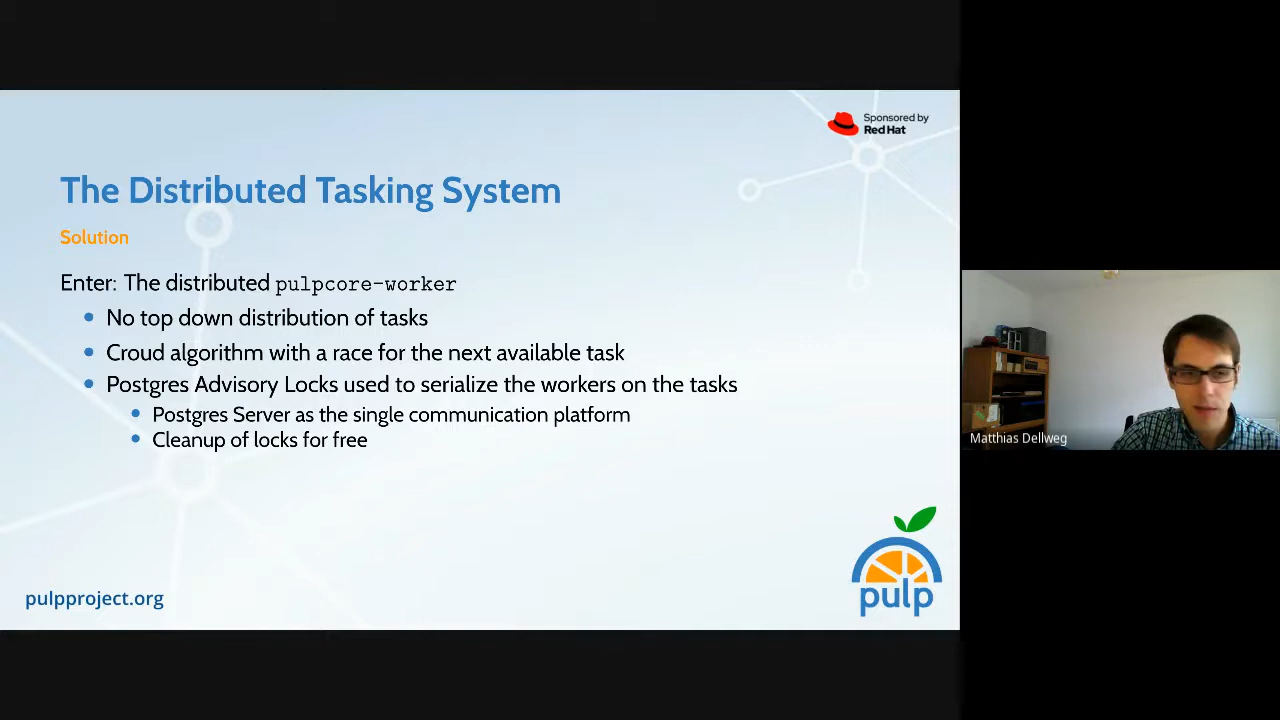 Sponsored by
Red Hat
The Distributed Tasking System
Solution
Enter: The distributed pulpcore-worker
No top down distribution of tasks
Croud algorithm with a race for the next available task
Postgres Advisory Locks used to serialize the workers on the tasks
Postgres Server as the single communication platform
Cleanup of locks for free
Matthias Dellweg
pulpproject.org
pulp